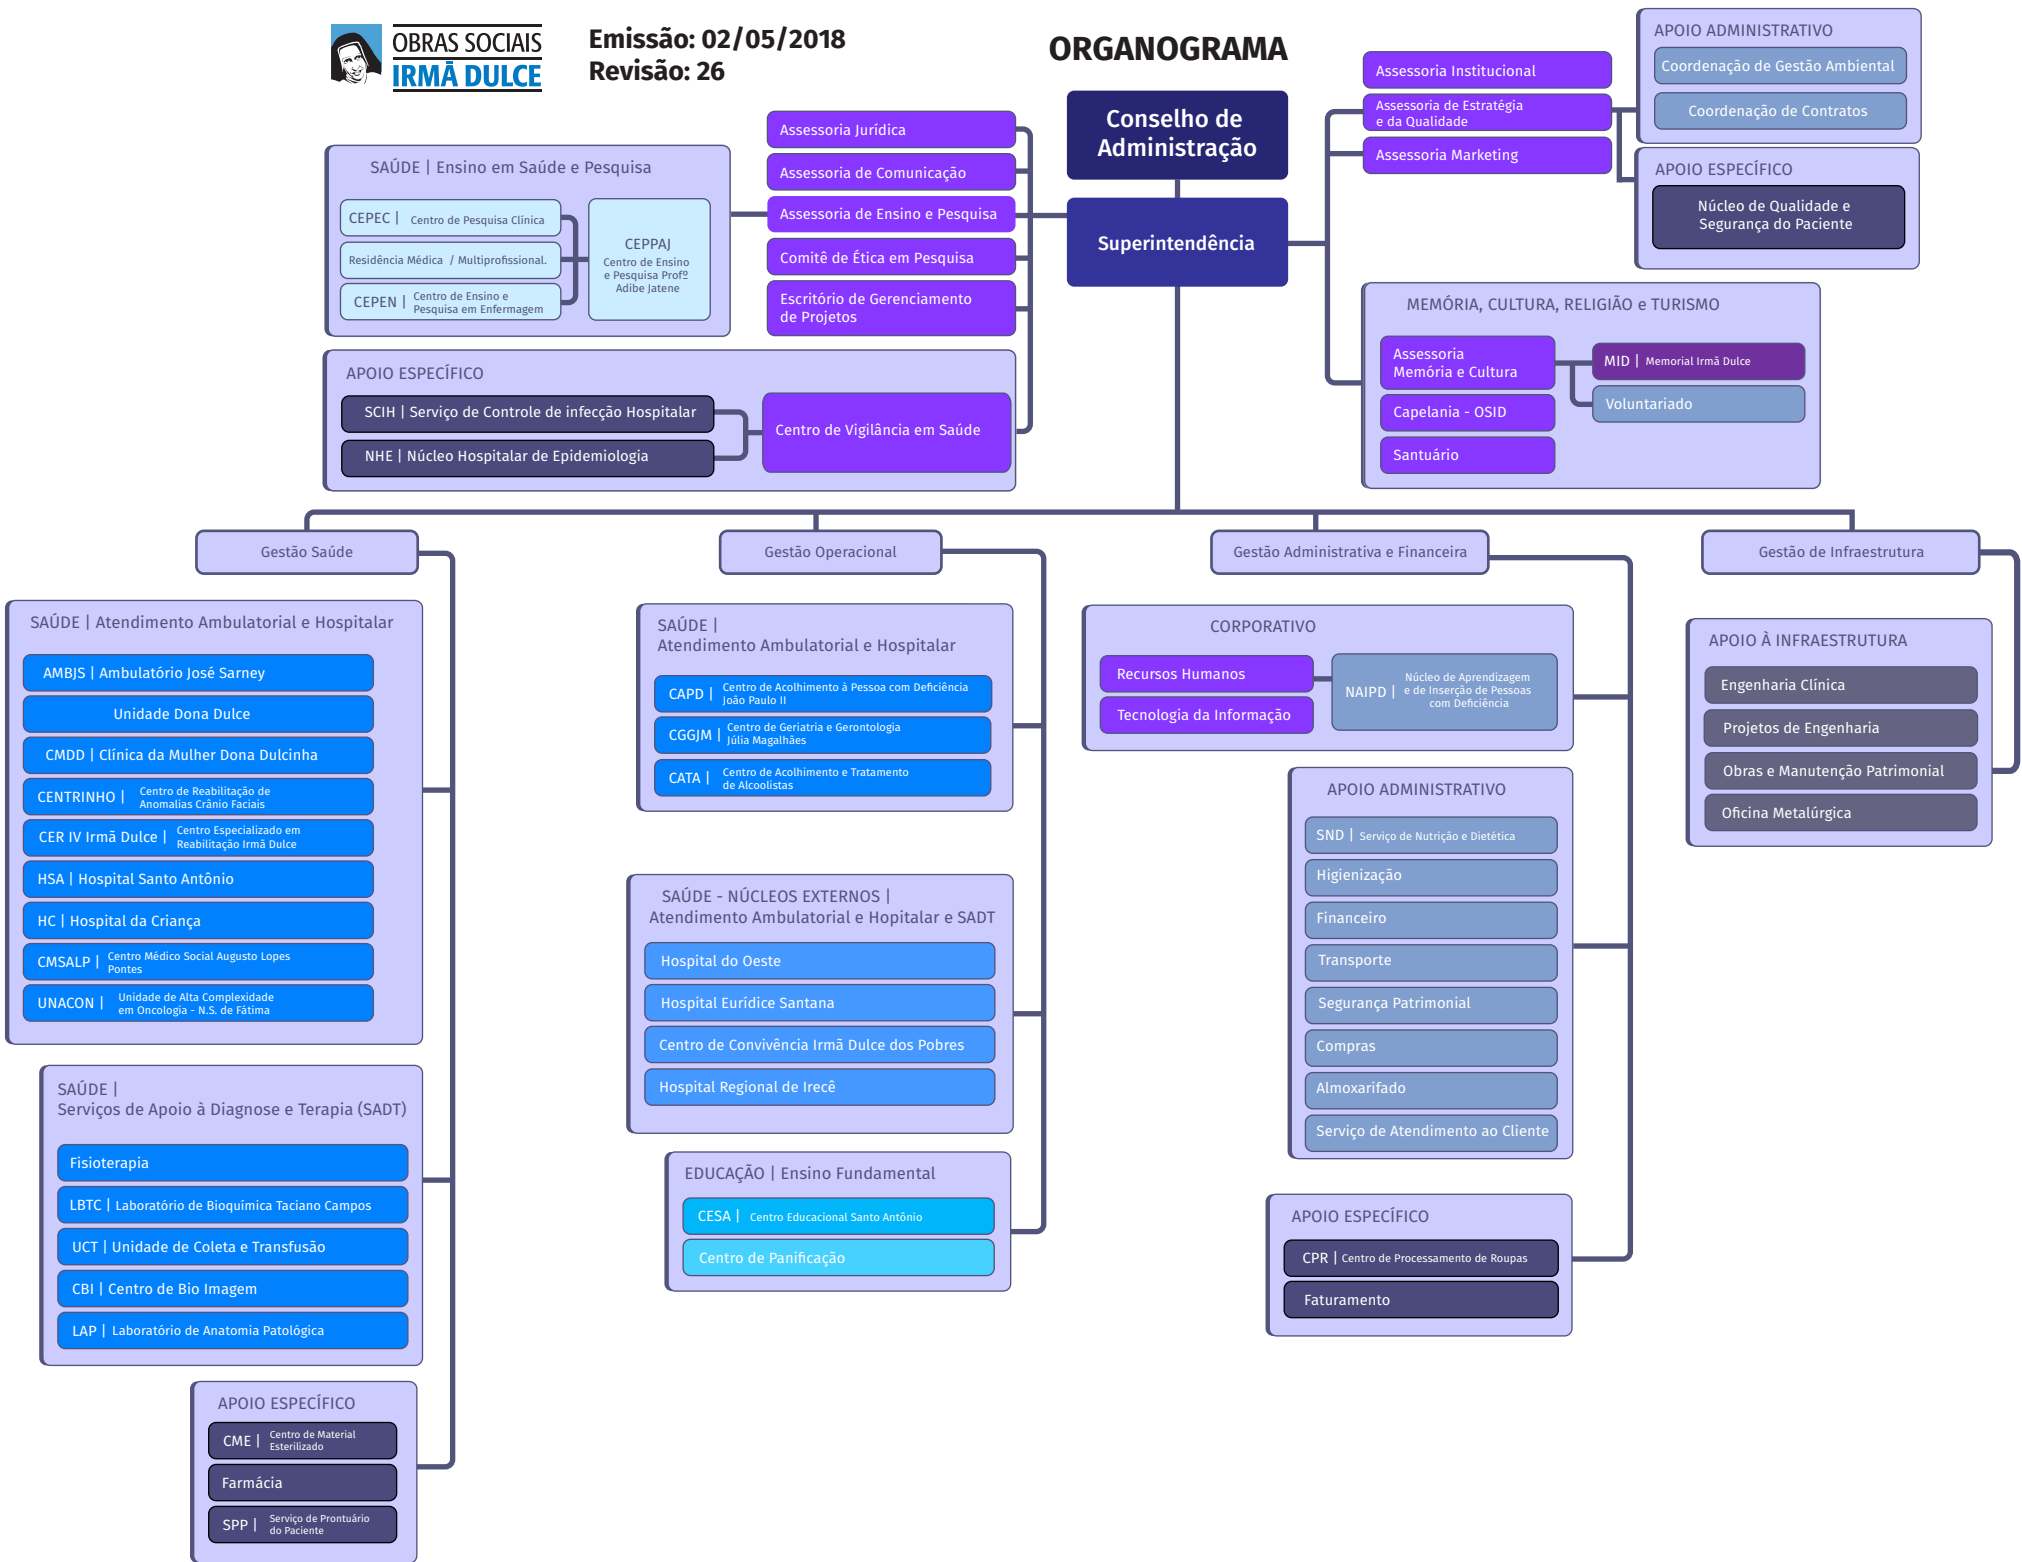 OBRAS SOCIAIS
IRMÃ DULCE
Emissão: 02/05/2018
Revisão: 26
ORGANOGRAMA
Conselho de
Administração
Superintendência
Assessoria Jurídica
Assessoria de Comunicação
Assessoria de Ensino e Pesquisa
Comitê de Ética em Pesquisa
Escritório de Gerenciamento
de Projetos
SAÚDE | Ensino em Saúde e Pesquisa
CEPEC | Centro de Pesquisa Clínica
Residência Médica / Multiprofissional.
CEPEN | Centro de Ensino e
Pesquisa em Enfermagem
CEPPAJ
Centro de Ensino
e Pesquisa Profº
Adibe Jatene
APOIO ESPECÍFICO
SCIH | Serviço de Controle de infecção Hospitalar
NHE | Núcleo Hospitalar de Epidemiologia
Centro de Vigilância em Saúde
Assessoria Institucional
Assessoria de Estratégia
e da Qualidade
Assessoria Marketing
APOIO ADMINISTRATIVO
Coordenação de Gestão Ambiental
Coordenação de Contratos
APOIO ESPECÍFICO
Núcleo de Qualidade e
Segurança do Paciente
MEMÓRIA, CULTURA, RELIGIÃO e TURISMO
Assessoria
Memória e Cultura
Capelania - OSID
Santuário
MID | Memorial Irmã Dulce
Voluntariado
Gestão Saúde
SAÚDE | Atendimento Ambulatorial e Hospitalar
AMBJS | Ambulatório José Sarney
Unidade Dona Dulce
CMDD | Clínica da Mulher Dona Dulcinha
CENTRINHO | Centro de Reabilitação de
Anomalias Crânio Faciais
CER IV Irmã Dulce | Centro Especializado em
Reabilitação Irmã Dulce
HSA | Hospital Santo Antônio
HC | Hospital da Criança
CMSALP | Centro Médico Social Augusto Lopes
Pontes
UNACON | Unidade de Alta Complexidade
em Oncologia - N.S. de Fátima
SAÚDE |
Serviços de Apoio à Diagnose e Terapia (SADT)
Fisioterapia
LBTC | Laboratório de Bioquímica Taciano Campos
UCT | Unidade de Coleta e Transfusão
CBI | Centro de Bio Imagem
LAP | Laboratório de Anatomia Patológica
APOIO ESPECÍFICO
CME | Centro de Material
Esterilizado
Farmácia
SPP | Serviço de Prontuário
do Paciente
Gestão Operacional
SAÚDE |
Atendimento Ambulatorial e Hospitalar
CAPD | Centro de Acolhimento à Pessoa com Deficiência
João Paulo II
CGGJM | Centro de Geriatria e Gerontologia
Júlia Magalhães
CATA | Centro de Acolhimento e Tratamento
de Alcoolistas
SAÚDE - NÚCLEOS EXTERNOS |
Atendimento Ambulatorial e Hopitalar e SADT
Hospital do Oeste
Hospital Eurídice Santana
Centro de Convivência Irmã Dulce dos Pobres
Hospital Regional de Irecê
EDUCAÇÃO | Ensino Fundamental
CESA | Centro Educacional Santo Antônio
Centro de Panificação
Gestão Administrativa e Financeira
CORPORATIVO
Recursos Humanos
Tecnologia da Informação
NAIPD | Núcleo de Aprendizagem
e de Inserção de Pessoas
com Deficiência
APOIO ADMINISTRATIVO
SND | Serviço de Nutrição e Dietética
Higienização
Financeiro
Transporte
Segurança Patrimonial
Compras
Almoxarifado
Serviço de Atendimento ao Cliente
APOIO ESPECÍFICO
CPR | Centro de Processamento de Roupas
Faturamento
Gestão de Infraestrutura
APOIO À INFRAESTRUTURA
Engenharia Clínica
Projetos de Engenharia
Obras e Manutenção Patrimonial
Oficina Metalúrgica